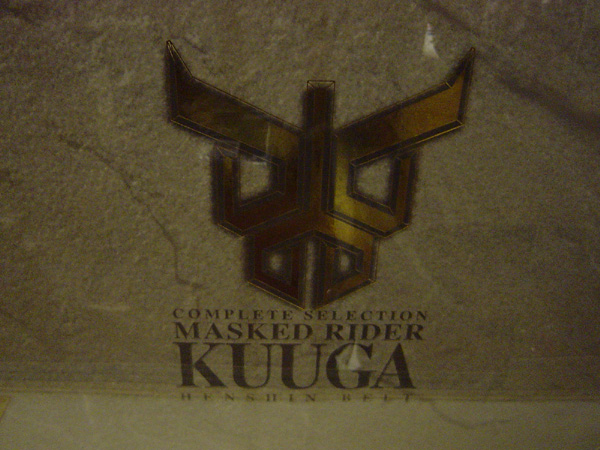 COMPLETE SELECTION
MASKED RIDER
KUUGA
HENSHIN BELT